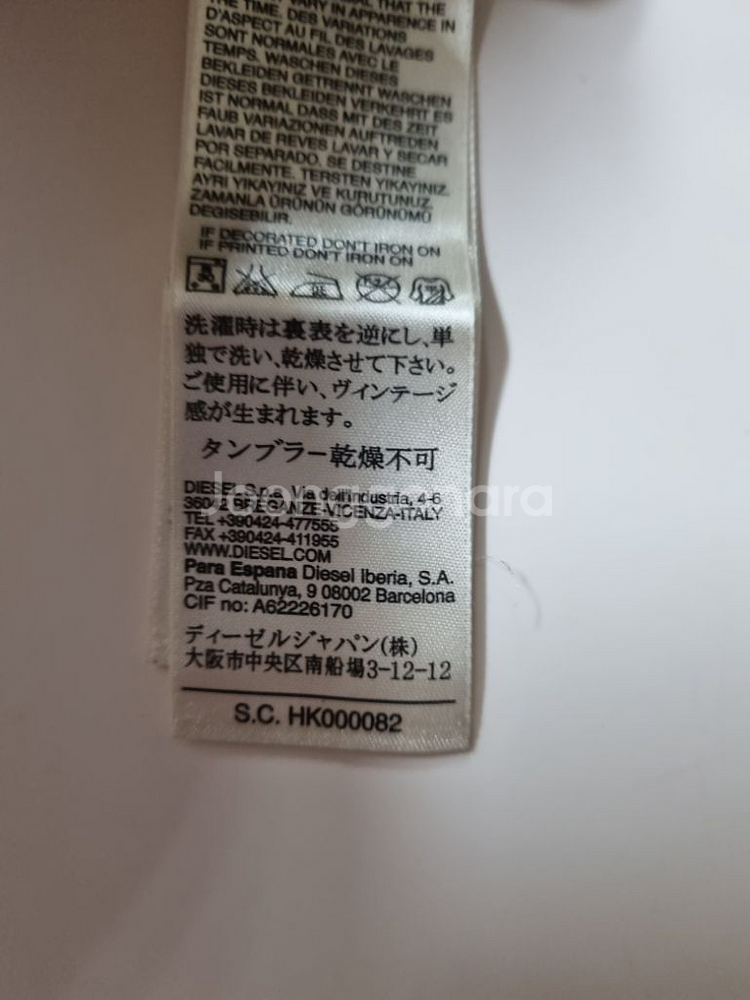 THE TIME. DES VARIATIONS
D'ASPECT AU FIL DES LAVAGES
SONT NORMALES AVEC LE
TEMPS. WASCHEN DIESES
BEKLEIDEN GETRENNT WASCHEN
DIESES BEKLEIDEN VERKEHRT ES
IST NORMAL DASS MIT DES ZEIT
FAUB VARIAZIONEN AUFTREDEN
LAVAR DE REVES LAVAR Y SECAR
POR SEPARADO. SE DESTINE
FACILMENTE. TERSTEN YIKAYINIZ.
AYRI YIKAYINIZ VE KURUTUNUZ.
ZAMANLA ÜRÜNÜN GÖRÜNÜMÜ
DEGISEBILIR.
IF DECORATED DON'T IRON ON
IF PRINTED DON'T IRON ON
洗濯時は裏表を逆にし、単
独で洗い、乾燥させて下さい。
ご使用に伴い、ヴィンテージ
感が生まれます。
タンブラー乾燥不可
DIESEL S.p.a. Via dell'industria, 4-6
36042 BREGANZE-VICENZA-ITALY
TEL +390424-477555
FAX +390424-411955
WWW.DIESEL.COM
Para Espana Diesel Iberia, S.A.
Pza Catalunya, 9 08002 Barcelona
CIF no: A62226170
ディーゼルジャパン(株)
大阪市中央区南船場3-12-12
S.C. HK000082
Joonggonara